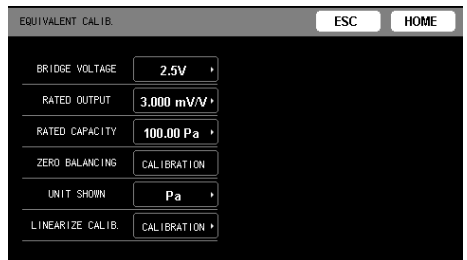 EQUIVALENT CALIB. ESC HOME
BRIDGE VOLTAGE 2.5V
RATED OUTPUT 3.000 mV/V
RATED CAPACITY 100.00 Pa
ZERO BALANCING CALIBRATION
UNIT SHOWN Pa
LINEARIZE CALIB. CALIBRATION